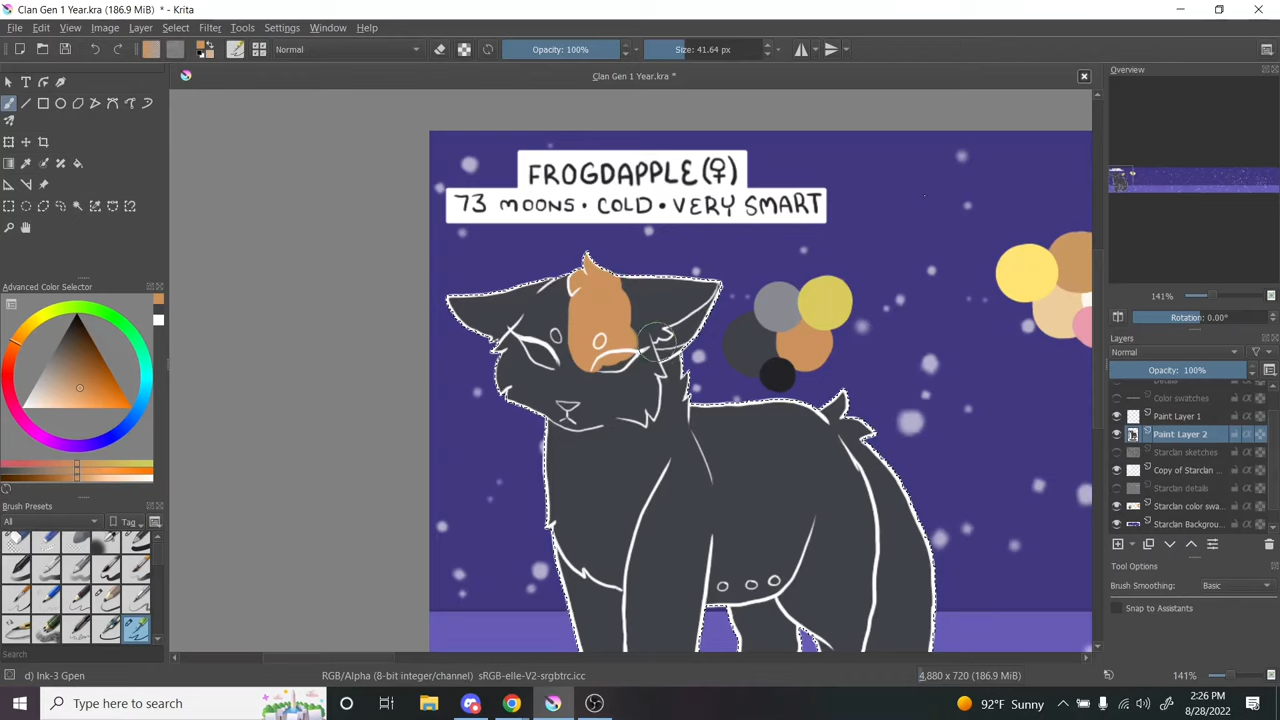 Clan Gen 1 Year.kra (186.9 MiB) * - Krita
File Edit View Image Layer Select Filter Tools Settings Window Help
Normal Opacity: 100% Size: 41.64 px
Clan Gen 1 Year.kra *
Overview
FROGDAPPLE(♀)
73 MOONS • COLD • VERY SMART
Advanced Color Selector
141%
Rotation: 0.00°
Layers
Normal
Opacity: 100%
Details
Color swatches
Paint Layer 1
Paint Layer 2
Starclan sketches
Copy of Starclan ...
Starclan details
Starclan color swa...
Starclan Backgrou...
Brush Presets
All Tag
Search
Tool Options
Brush Smoothing: Basic
Snap to Assistants
d) Ink-3 Gpen RGB/Alpha (8-bit integer/channel) sRGB-elle-V2-srgbtrc.icc 4,880 x 720 (186.9 MiB) 141%
Type here to search 92°F Sunny 2:26 PM
8/28/2022